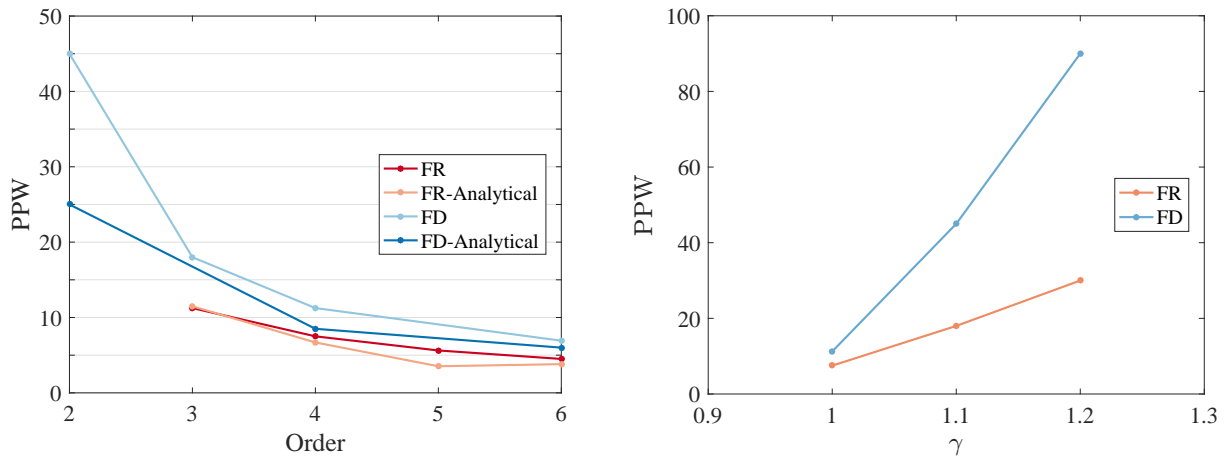 50
45
40
30
20
10
0
PPW
2
3
4
5
6
Order
FR
FR-Analytical
FD
FD-Analytical
100
80
60
40
20
0
PPW
0.9
1
1.1
1.2
1.3
γ
FR
FD